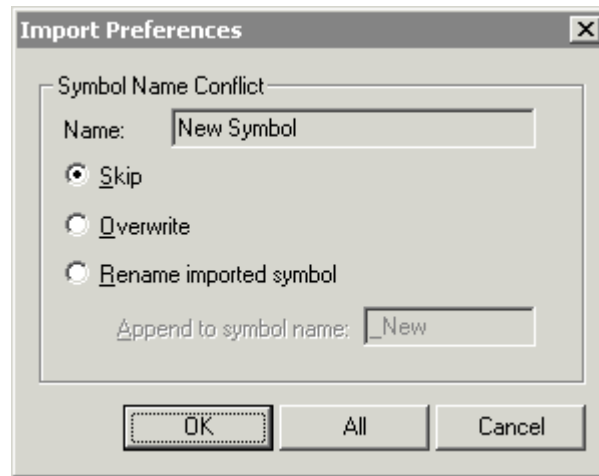 Import Preferences
Symbol Name Conflict
Name: New Symbol
Skip
Overwrite
Rename imported symbol
Append to symbol name: _New
OK All Cancel